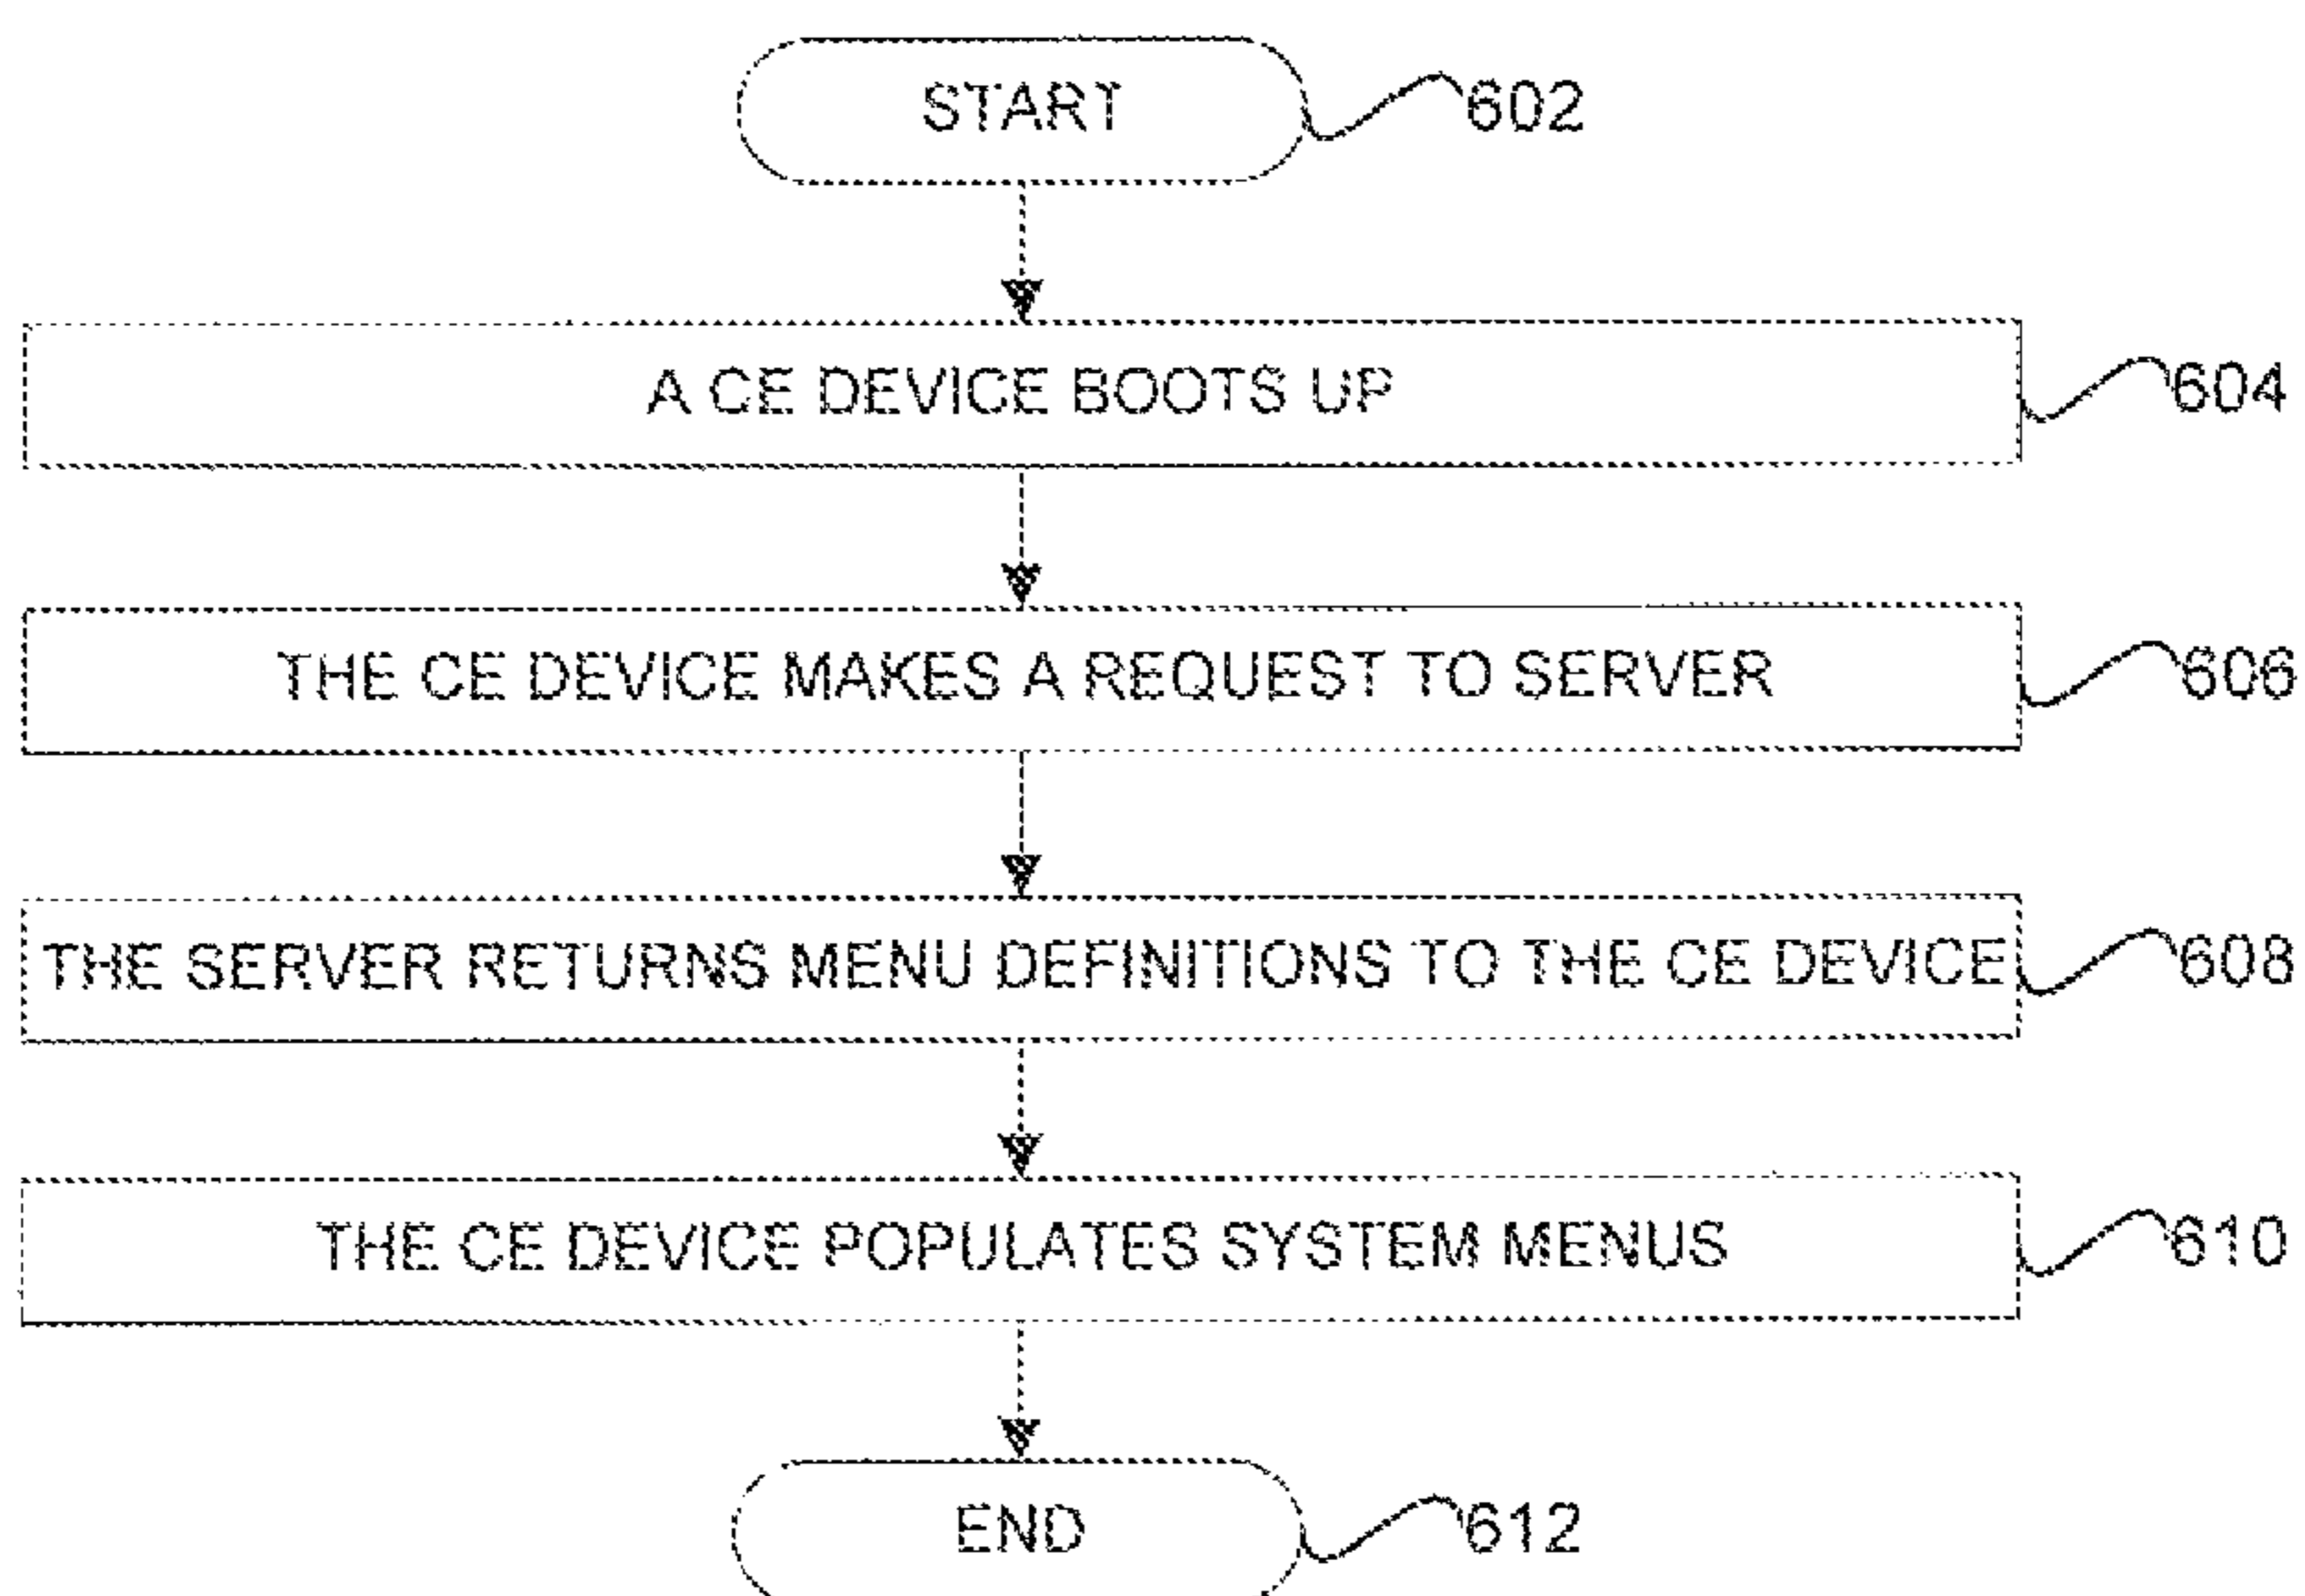 START 602
A CE DEVICE BOOTS UP 604
THE CE DEVICE MAKES A REQUEST TO SERVER 606
THE SERVER RETURNS MENU DEFINITIONS TO THE CE DEVICE 608
THE CE DEVICE POPULATES SYSTEM MENUS 610
END 612